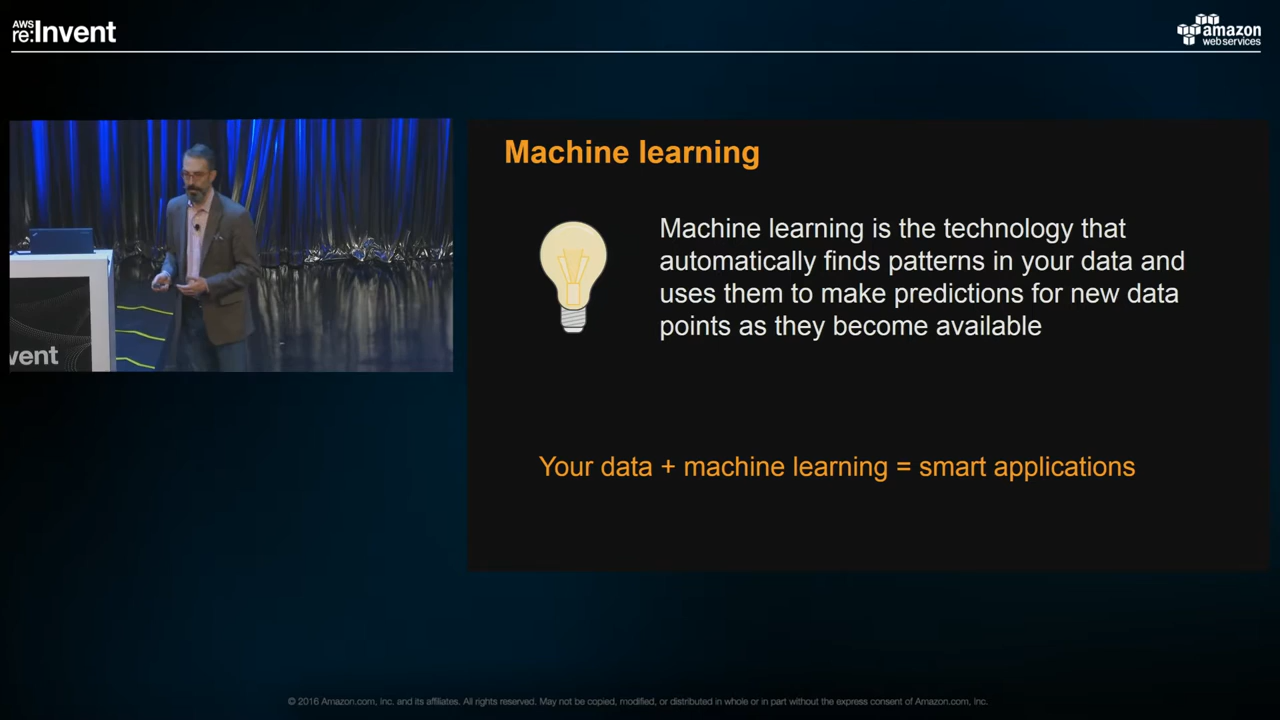 AWS
re:Invent
amazon
web services
Machine learning
Machine learning is the technology that
automatically finds patterns in your data and
uses them to make predictions for new data
points as they become available
vent
Your data + machine learning = smart applications
© 2016 Amazon.com, Inc. and its affiliates. All rights reserved. May not be copied, modified, or distributed in whole or in part without the express consent of Amazon.com, Inc.